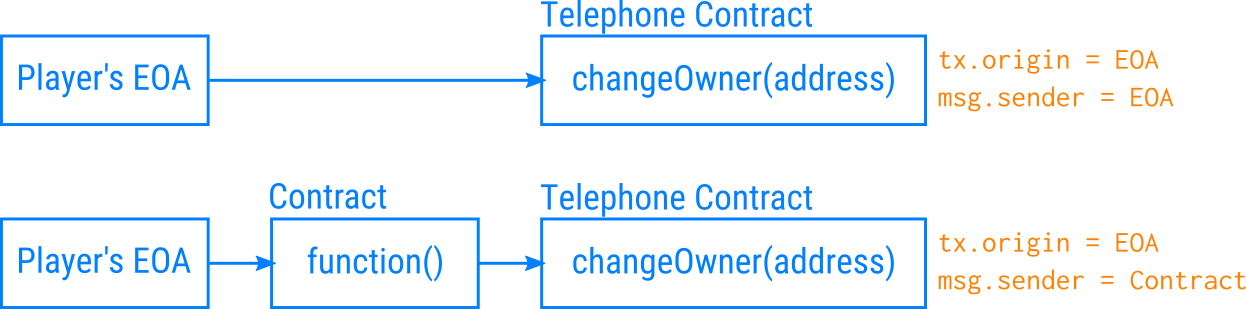 Telephone Contract
Player's EOA
changeOwner(address)
tx.origin = EOA
msg.sender = EOA
Contract
Telephone Contract
Player's EOA
function()
changeOwner(address)
tx.origin = EOA
msg.sender = Contract